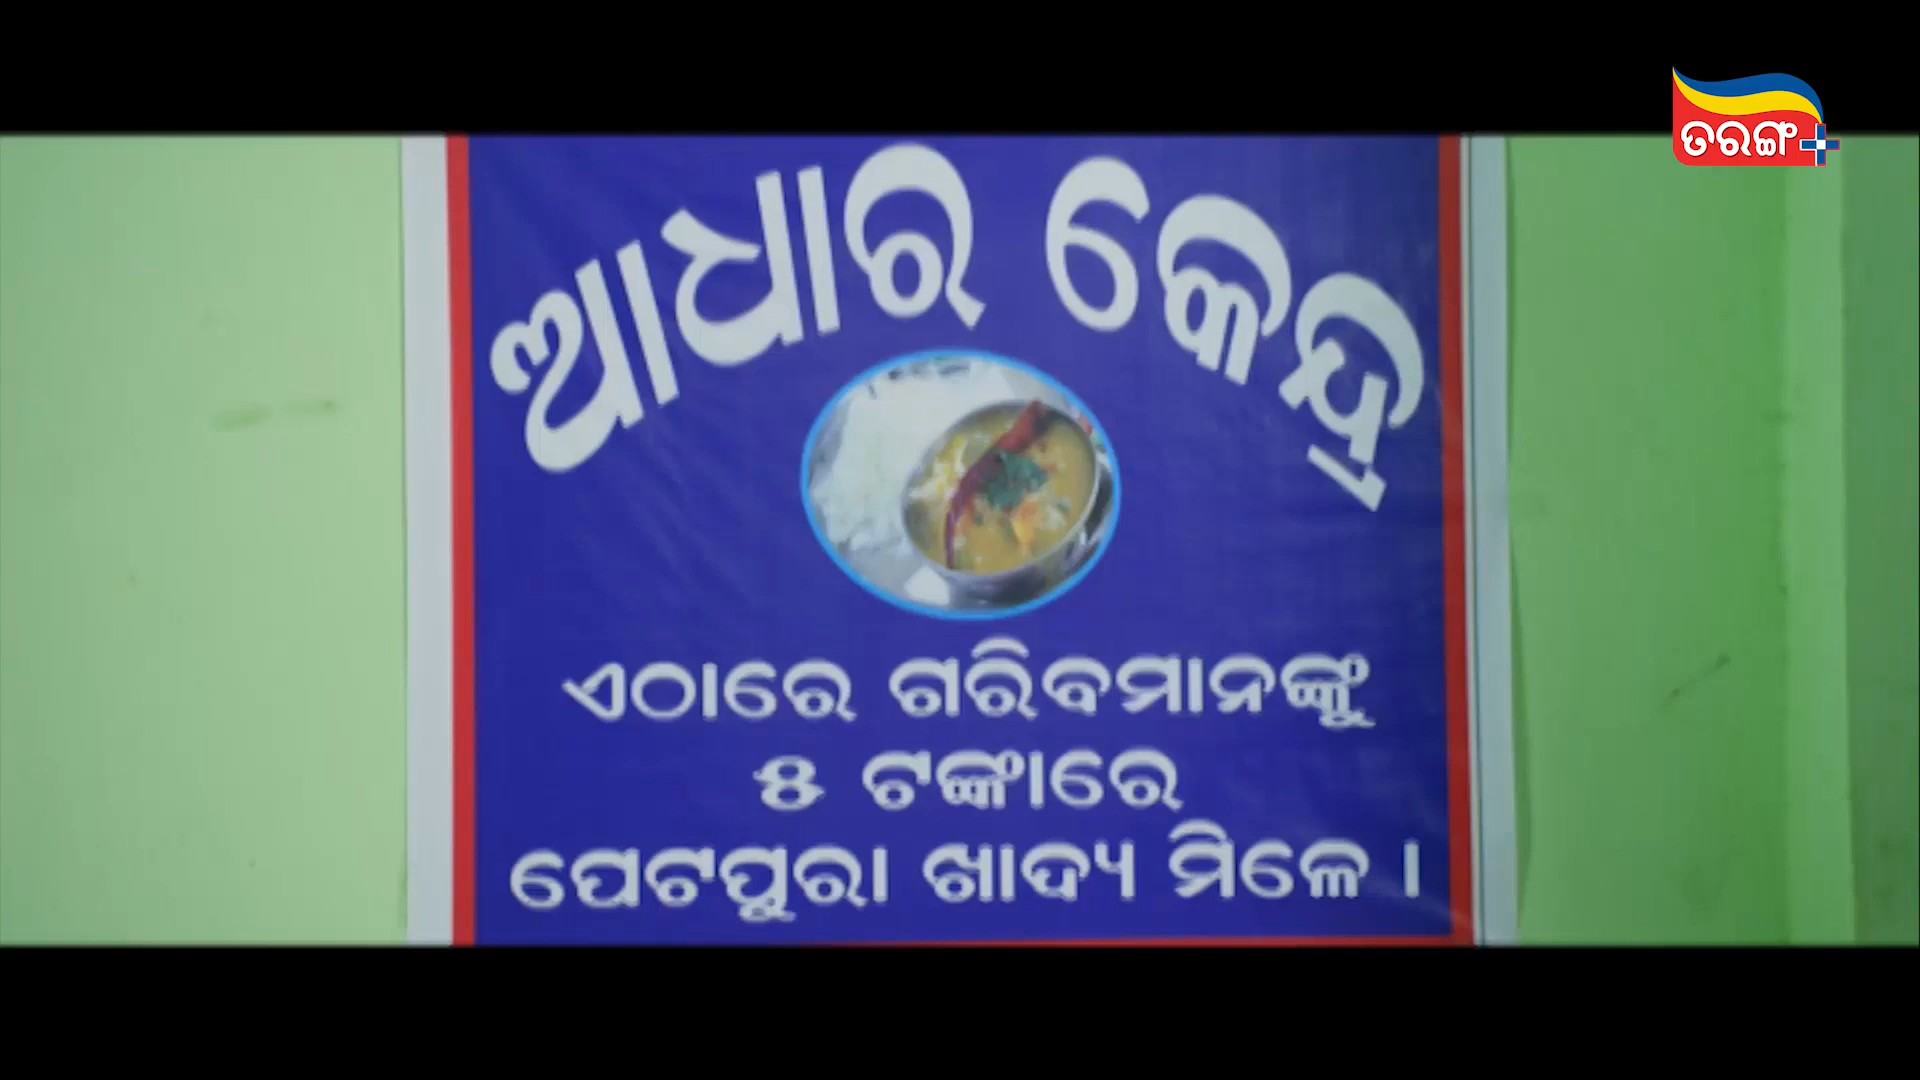 ତରଙ୍ଗ+
ଆଧାର କେନ୍ଦ୍ର
ଏଠାରେ ଗରିବମାନଙ୍କୁ
୫ ଟଙ୍କାରେ
ପେଟପୁରା ଖାଦ୍ୟ ମିଳେ ।